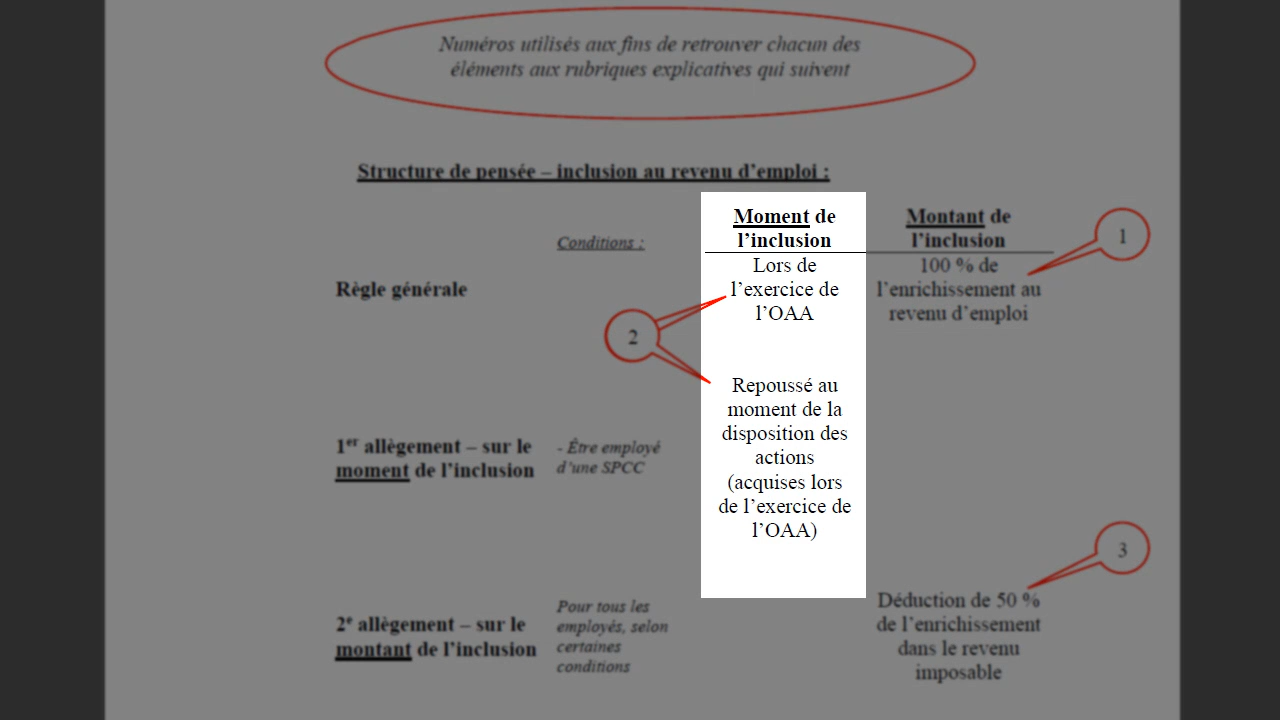 Numéros utilisés aux fins de retrouver chacun des
éléments aux rubriques explicatives qui suivent
Structure de pensée – inclusion au revenu d’emploi :
Conditions :
Moment de
l’inclusion
Montant de
l’inclusion
1
Règle générale
Lors de
l’exercice de
l’OAA
100 % de
l’enrichissement au
revenu d’emploi
2
1er allègement – sur le
moment de l’inclusion
- Être employé
d’une SPCC
Repoussé au
moment de la
disposition des
actions
(acquises lors
de l’exercice de
l’OAA)
3
2e allègement – sur le
montant de l’inclusion
Pour tous les
employés, selon
certaines
conditions
Déduction de 50 %
de l’enrichissement
dans le revenu
imposable